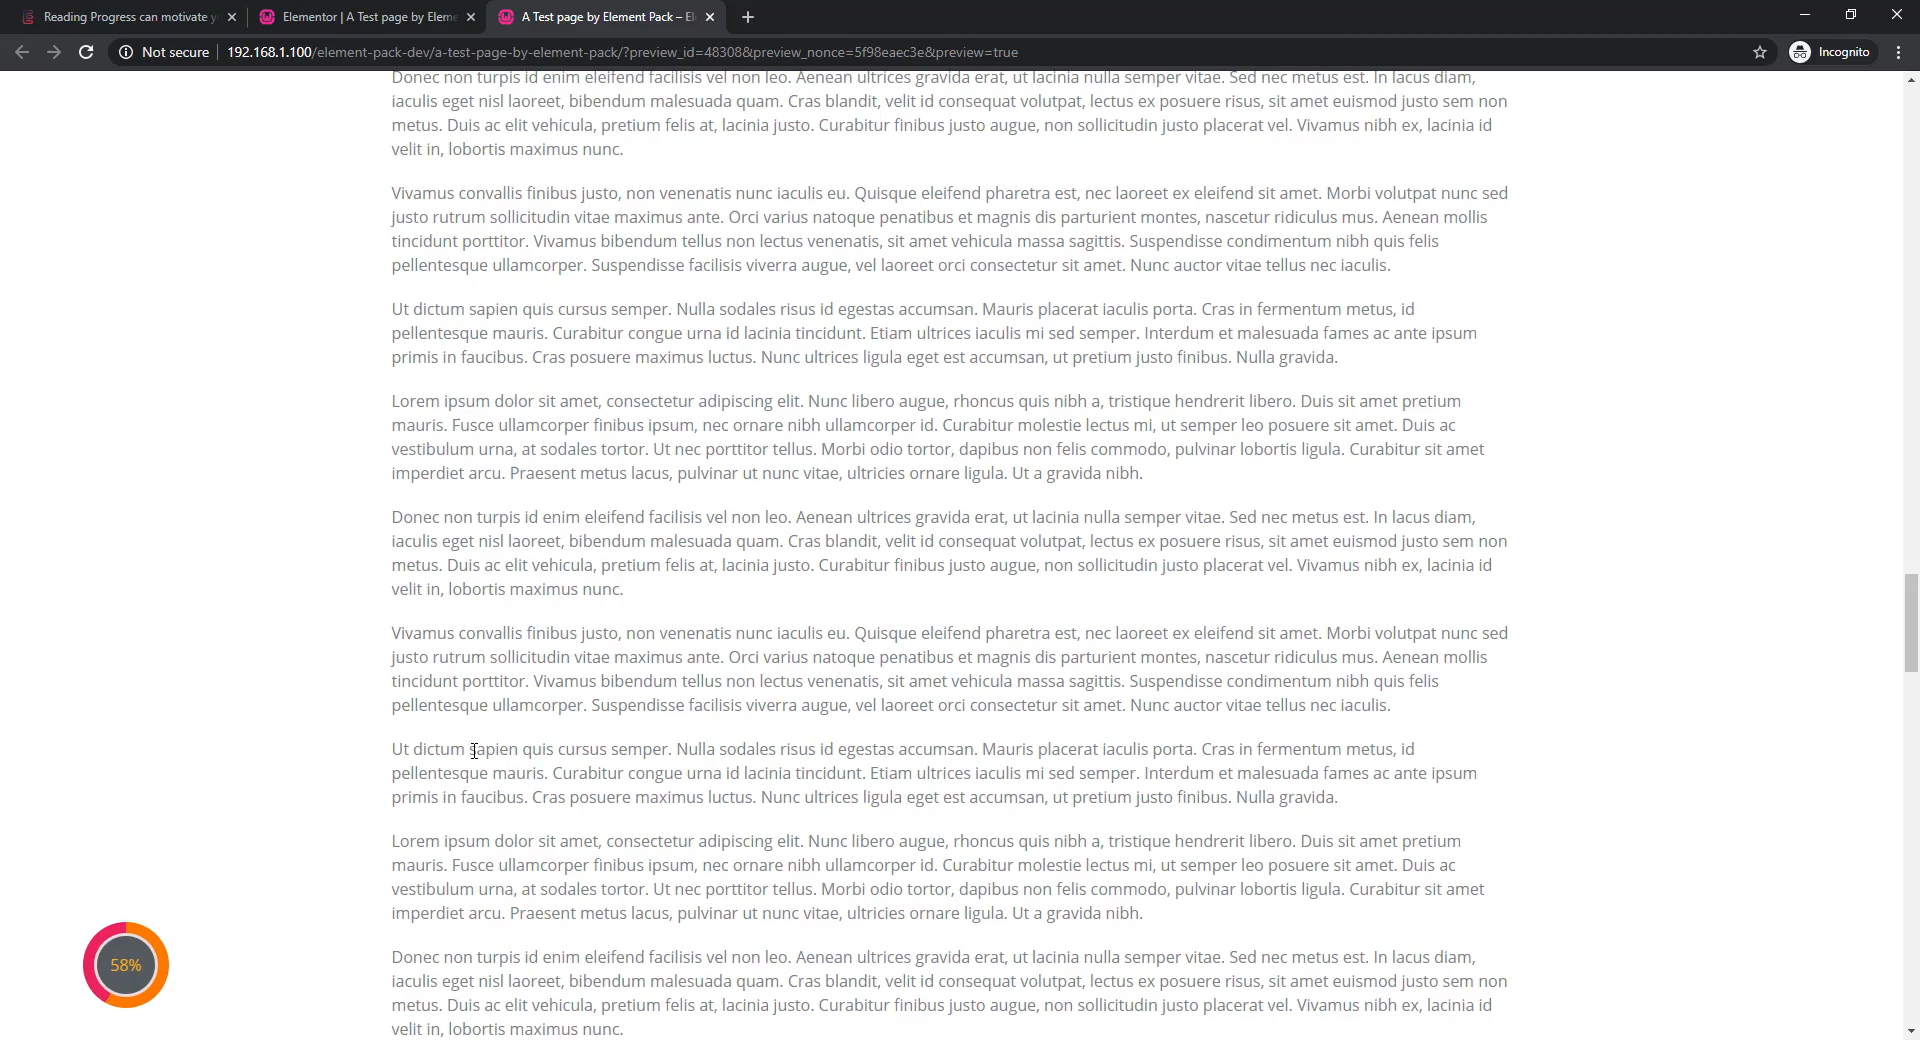 Reading Progress can motivate y
Elementor | A Test page by Eleme
A Test page by Element Pack – El
Not secure
192.168.1.100/element-pack-dev/a-test-page-by-element-pack/?preview_id=48308&preview_nonce=5f98eaec3e&preview=true
Incognito
Donec non turpis id enim eleifend facilisis vel non leo. Aenean ultrices gravida erat, ut lacinia nulla semper vitae. Sed nec metus est. In lacus diam,
iaculis eget nisl laoreet, bibendum malesuada quam. Cras blandit, velit id consequat volutpat, lectus ex posuere risus, sit amet euismod justo sem non
metus. Duis ac elit vehicula, pretium felis at, lacinia justo. Curabitur finibus justo augue, non sollicitudin justo placerat vel. Vivamus nibh ex, lacinia id
velit in, lobortis maximus nunc.
Vivamus convallis finibus justo, non venenatis nunc iaculis eu. Quisque eleifend pharetra est, nec laoreet ex eleifend sit amet. Morbi volutpat nunc sed
justo rutrum sollicitudin vitae maximus ante. Orci varius natoque penatibus et magnis dis parturient montes, nascetur ridiculus mus. Aenean mollis
tincidunt porttitor. Vivamus bibendum tellus non lectus venenatis, sit amet vehicula massa sagittis. Suspendisse condimentum nibh quis felis
pellentesque ullamcorper. Suspendisse facilisis viverra augue, vel laoreet orci consectetur sit amet. Nunc auctor vitae tellus nec iaculis.
Ut dictum sapien quis cursus semper. Nulla sodales risus id egestas accumsan. Mauris placerat iaculis porta. Cras in fermentum metus, id
pellentesque mauris. Curabitur congue urna id lacinia tincidunt. Etiam ultrices iaculis mi sed semper. Interdum et malesuada fames ac ante ipsum
primis in faucibus. Cras posuere maximus luctus. Nunc ultrices ligula eget est accumsan, ut pretium justo finibus. Nulla gravida.
Lorem ipsum dolor sit amet, consectetur adipiscing elit. Nunc libero augue, rhoncus quis nibh a, tristique hendrerit libero. Duis sit amet pretium
mauris. Fusce ullamcorper finibus ipsum, nec ornare nibh ullamcorper id. Curabitur molestie lectus mi, ut semper leo posuere sit amet. Duis ac
vestibulum urna, at sodales tortor. Ut nec porttitor tellus. Morbi odio tortor, dapibus non felis commodo, pulvinar lobortis ligula. Curabitur sit amet
imperdiet arcu. Praesent metus lacus, pulvinar ut nunc vitae, ultricies ornare ligula. Ut a gravida nibh.
Donec non turpis id enim eleifend facilisis vel non leo. Aenean ultrices gravida erat, ut lacinia nulla semper vitae. Sed nec metus est. In lacus diam,
iaculis eget nisl laoreet, bibendum malesuada quam. Cras blandit, velit id consequat volutpat, lectus ex posuere risus, sit amet euismod justo sem non
metus. Duis ac elit vehicula, pretium felis at, lacinia justo. Curabitur finibus justo augue, non sollicitudin justo placerat vel. Vivamus nibh ex, lacinia id
velit in, lobortis maximus nunc.
Vivamus convallis finibus justo, non venenatis nunc iaculis eu. Quisque eleifend pharetra est, nec laoreet ex eleifend sit amet. Morbi volutpat nunc sed
justo rutrum sollicitudin vitae maximus ante. Orci varius natoque penatibus et magnis dis parturient montes, nascetur ridiculus mus. Aenean mollis
tincidunt porttitor. Vivamus bibendum tellus non lectus venenatis, sit amet vehicula massa sagittis. Suspendisse condimentum nibh quis felis
pellentesque ullamcorper. Suspendisse facilisis viverra augue, vel laoreet orci consectetur sit amet. Nunc auctor vitae tellus nec iaculis.
Ut dictum sapien quis cursus semper. Nulla sodales risus id egestas accumsan. Mauris placerat iaculis porta. Cras in fermentum metus, id
pellentesque mauris. Curabitur congue urna id lacinia tincidunt. Etiam ultrices iaculis mi sed semper. Interdum et malesuada fames ac ante ipsum
primis in faucibus. Cras posuere maximus luctus. Nunc ultrices ligula eget est accumsan, ut pretium justo finibus. Nulla gravida.
Lorem ipsum dolor sit amet, consectetur adipiscing elit. Nunc libero augue, rhoncus quis nibh a, tristique hendrerit libero. Duis sit amet pretium
mauris. Fusce ullamcorper finibus ipsum, nec ornare nibh ullamcorper id. Curabitur molestie lectus mi, ut semper leo posuere sit amet. Duis ac
vestibulum urna, at sodales tortor. Ut nec porttitor tellus. Morbi odio tortor, dapibus non felis commodo, pulvinar lobortis ligula. Curabitur sit amet
imperdiet arcu. Praesent metus lacus, pulvinar ut nunc vitae, ultricies ornare ligula. Ut a gravida nibh.
58%
Donec non turpis id enim eleifend facilisis vel non leo. Aenean ultrices gravida erat, ut lacinia nulla semper vitae. Sed nec metus est. In lacus diam,
iaculis eget nisl laoreet, bibendum malesuada quam. Cras blandit, velit id consequat volutpat, lectus ex posuere risus, sit amet euismod justo sem non
metus. Duis ac elit vehicula, pretium felis at, lacinia justo. Curabitur finibus justo augue, non sollicitudin justo placerat vel. Vivamus nibh ex, lacinia id
velit in, lobortis maximus nunc.